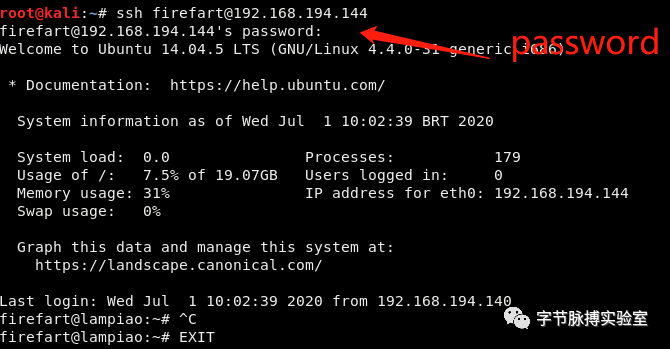 root@kali:~# ssh firefart@192.168.194.144
firefart@192.168.194.144's password:
password
Welcome to Ubuntu 14.04.5 LTS (GNU/Linux 4.4.0-31-generic i686)
* Documentation:  https://help.ubuntu.com/
System information as of Wed Jul  1 10:02:39 BRT 2020
System load:  0.0               Processes:           179
Usage of /:   7.5% of 19.07GB   Users logged in:     0
Memory usage: 31%               IP address for eth0: 192.168.194.144
Swap usage:   0%
Graph this data and manage this system at:
https://landscape.canonical.com/
Last login: Wed Jul  1 10:02:39 2020 from 192.168.194.140
firefart@lampiao:~# ^C
firefart@lampiao:~# EXIT
字节脉搏实验室